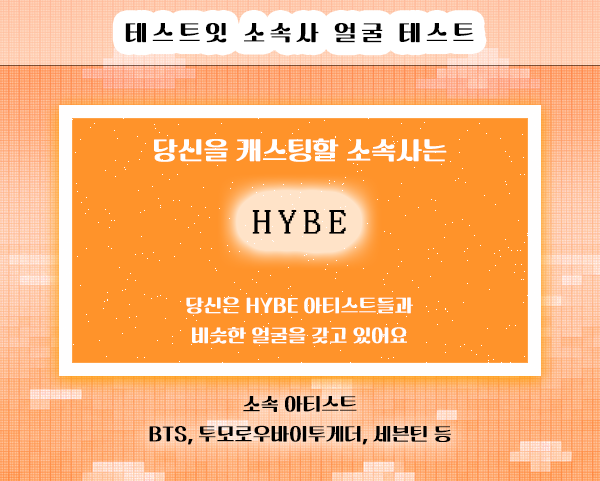 테스트잇 소속사 얼굴 테스트
당신을 캐스팅할 소속사는
HYBE
당신은 HYBE 아티스트들과
비슷한 얼굴을 갖고 있어요
소속 아티스트
BTS, 투모로우바이투게더, 세븐틴 등